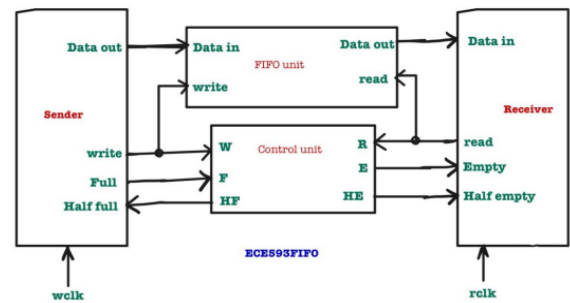 Data out
Data in
Data out
FIFO unit
write
read
Data in
Sender
Receiver
write
Full
Half full
W
F
HF
Control unit
R
E
HE
read
Empty
Half empty
ECE593FIFO
wclk
rclk